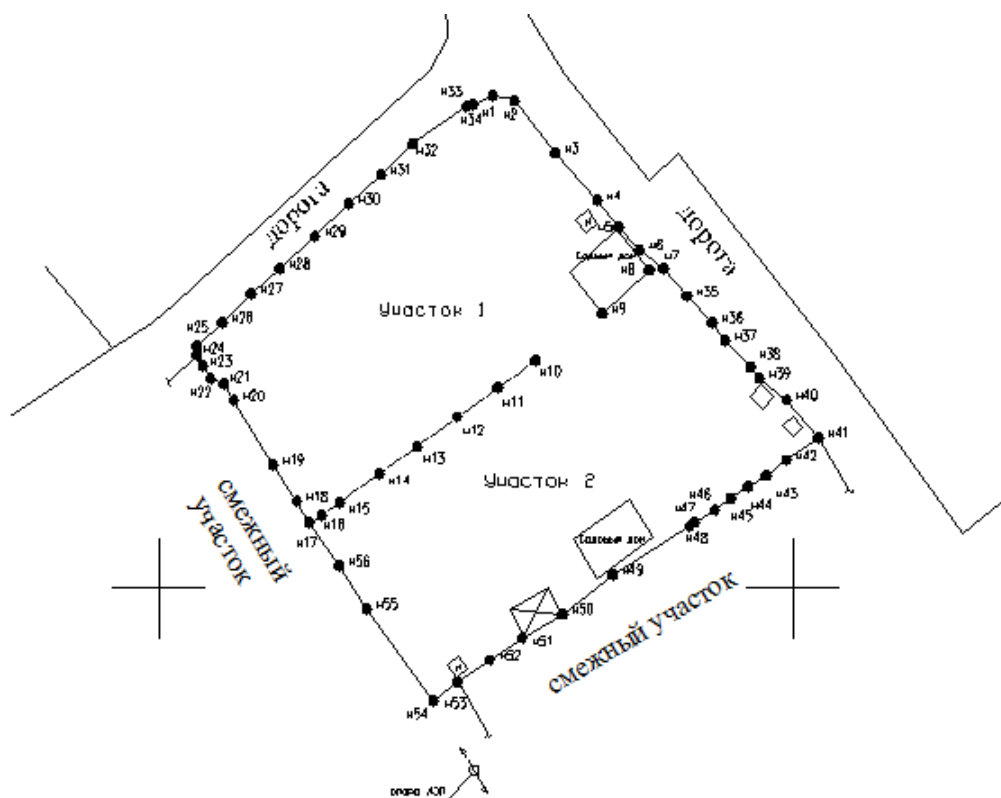 н33
н34
н1
н2
н32
н3
н31
н4
н30
дорога
дорога
н5
н29
н6
н7
Садовый дом
н8
н28
н27
н35
Участок 1
н9
н26
н36
н25
н37
н24
н23
н38
н10
н22
н21
н39
н20
н11
н40
н12
н41
н13
н42
н19
н14
н43
Участок 2
н18
н15
н44
н46
н45
н16
н47
н17
н48
смежный
участок
Садовый дом
н56
н49
н55
н50
смежный участок
н51
н52
н
н
н53
н54
опора ЛЭП